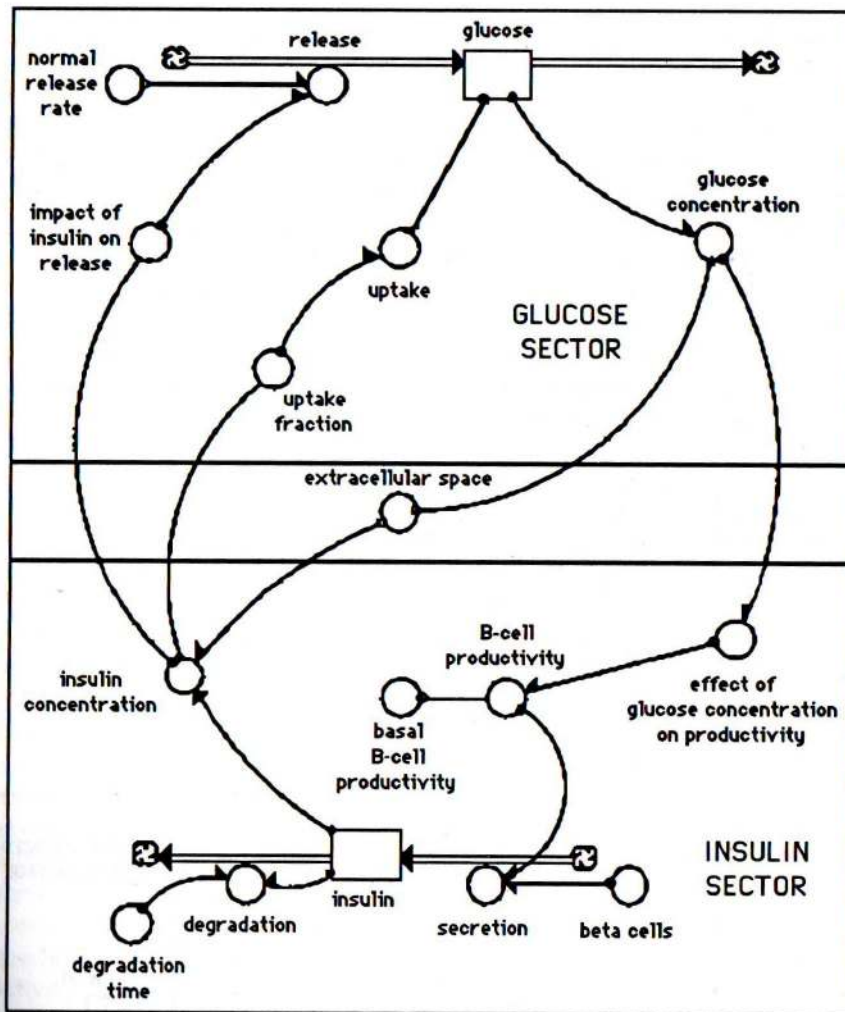 release
glucose
normal
release
rate
glucose
concentration
impact of
insulin on
release
uptake
GLUCOSE
SECTOR
uptake
fraction
extracellular space
B-cell
productivity
insulin
concentration
effect of
glucose concentration
on productivity
basal
B-cell
productivity
INSULIN
SECTOR
insulin
degradation
secretion
beta cells
degradation
time